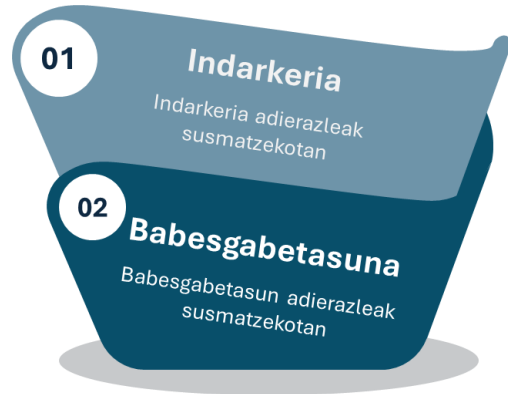 01
Indarkeria
Indarkeria adierazleak
susmatzekotan
02
Babesgabetasuna
Babesgabetasun adierazleak
susmatzekotan